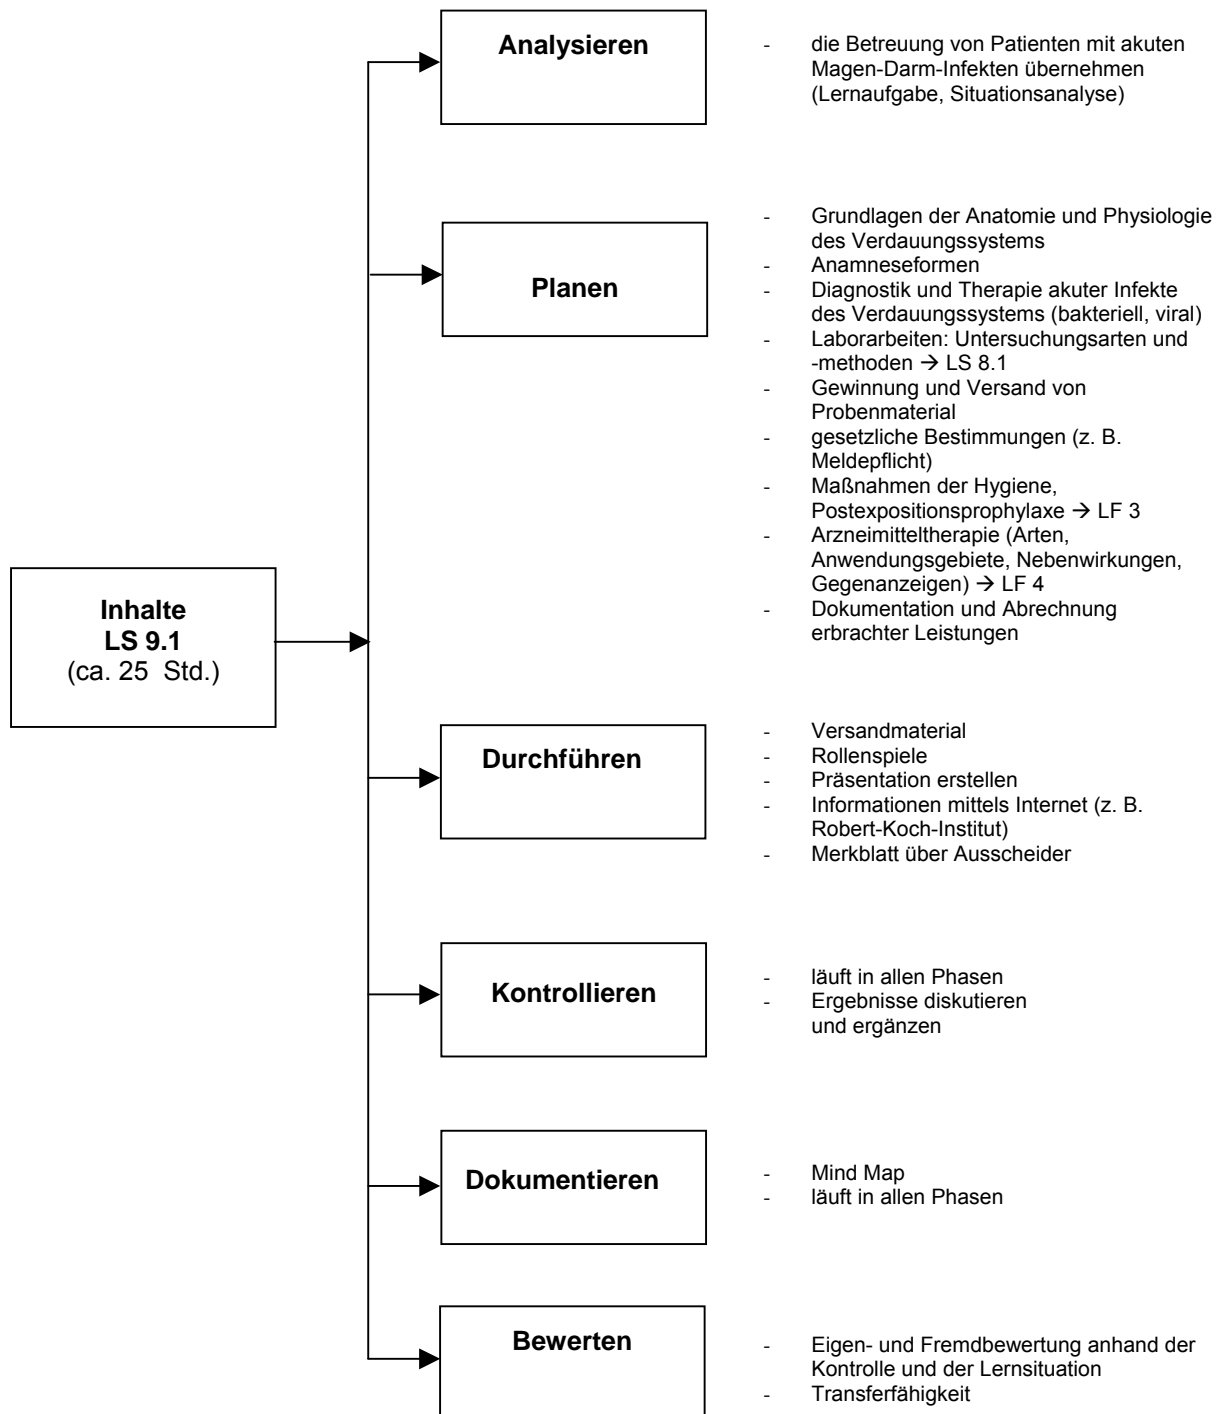 Inhalte
LS 9.1
(ca. 25 Std.)
Analysieren
- die Betreuung von Patienten mit akuten
Magen-Darm-Infekten übernehmen
(Lernaufgabe, Situationsanalyse)
Planen
- Grundlagen der Anatomie und Physiologie
des Verdauungssystems
- Anamneseformen
- Diagnostik und Therapie akuter Infekte
des Verdauungssystems (bakteriell, viral)
- Laborarbeiten: Untersuchungsarten und
-methoden → LS 8.1
- Gewinnung und Versand von
Probenmaterial
- gesetzliche Bestimmungen (z. B.
Meldepflicht)
- Maßnahmen der Hygiene,
Postexpositionsprophylaxe → LF 3
- Arzneimitteltherapie (Arten,
Anwendungsgebiete, Nebenwirkungen,
Gegenanzeigen) → LF 4
- Dokumentation und Abrechnung
erbrachter Leistungen
Durchführen
- Versandmaterial
- Rollenspiele
- Präsentation erstellen
- Informationen mittels Internet (z. B.
Robert-Koch-Institut)
- Merkblatt über Ausscheider
Kontrollieren
- läuft in allen Phasen
- Ergebnisse diskutieren
und ergänzen
Dokumentieren
- Mind Map
- läuft in allen Phasen
Bewerten
- Eigen- und Fremdbewertung anhand der
Kontrolle und der Lernsituation
- Transferfähigkeit